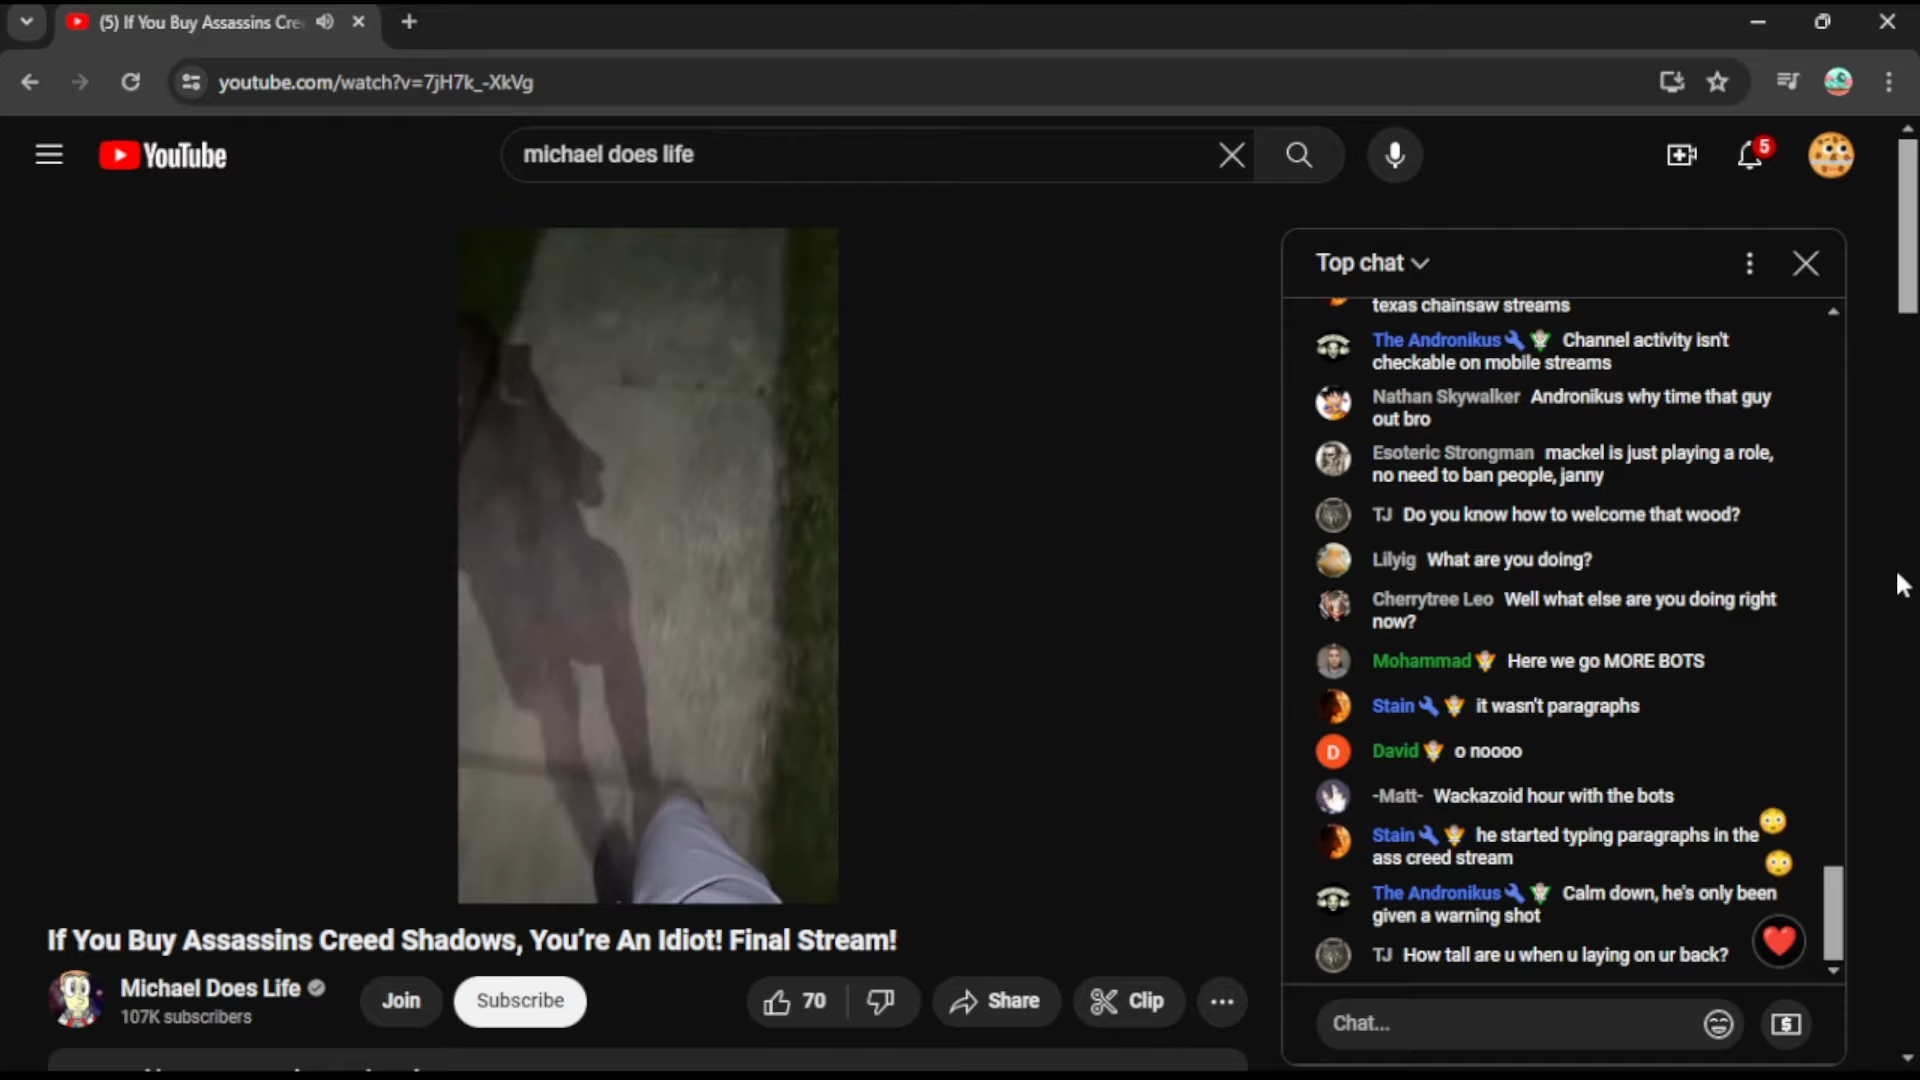 (5) If You Buy Assassins Cre
youtube.com/watch?v=7jH7k_-XkVg
YouTube
michael does life
5
Top chat
texas chainsaw streams
The Andronikus Channel activity isn't
checkable on mobile streams
Nathan Skywalker Andronikus why time that guy
out bro
Esoteric Strongman mackel is just playing a role,
no need to ban people, janny
TJ Do you know how to welcome that wood?
Lilyig What are you doing?
Cherrytree Leo Well what else are you doing right
now?
Mohammad Here we go MORE BOTS
Stain it wasn't paragraphs
D David o noooo
-Matt- Wackazoid hour with the bots
Stain he started typing paragraphs in the
ass creed stream
The Andronikus Calm down, he's only been
given a warning shot
TJ How tall are u when u laying on ur back?
Chat...
If You Buy Assassins Creed Shadows, You're An Idiot! Final Stream!
Michael Does Life
107K subscribers
Join
Subscribe
70
Share
Clip